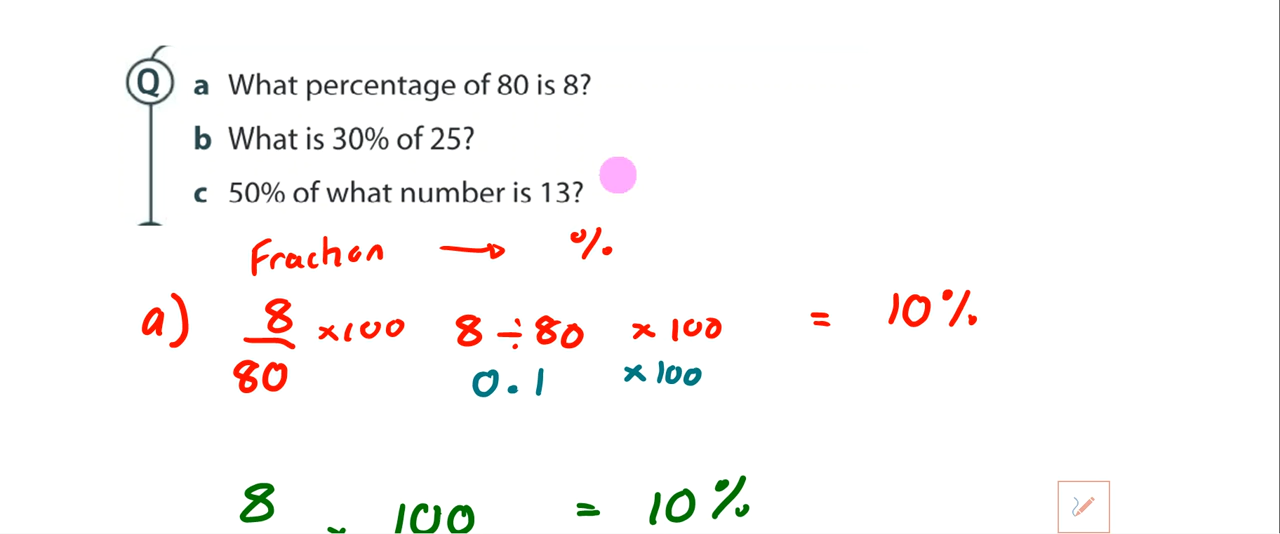 Q a What percentage of 80 is 8?
b What is 30% of 25?
c 50% of what number is 13?
Fraction → %
a) 8/80 ×100 8 ÷ 80 × 100 = 10%
0.1 × 100
8 × 100 = 10%